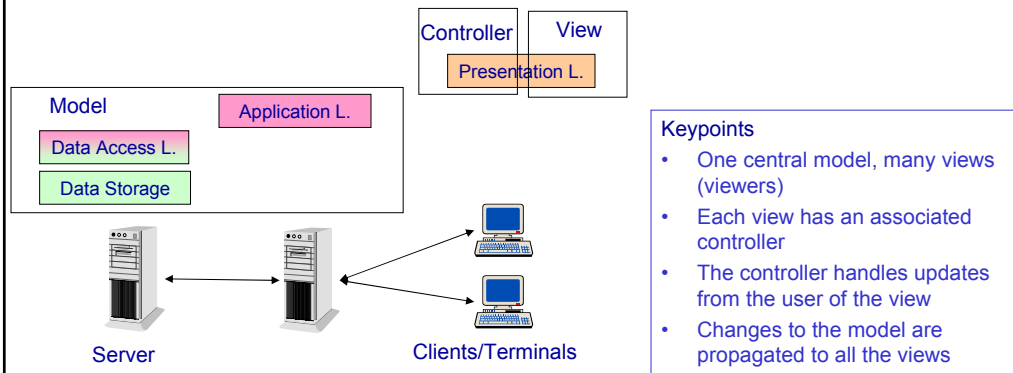 Controller
View
Presentation L.
Model
Application L.
Data Access L.
Data Storage
Server
Clients/Terminals
Keypoints
• One central model, many views
(viewers)
• Each view has an associated
controller
• The controller handles updates
from the user of the view
• Changes to the model are
propagated to all the views